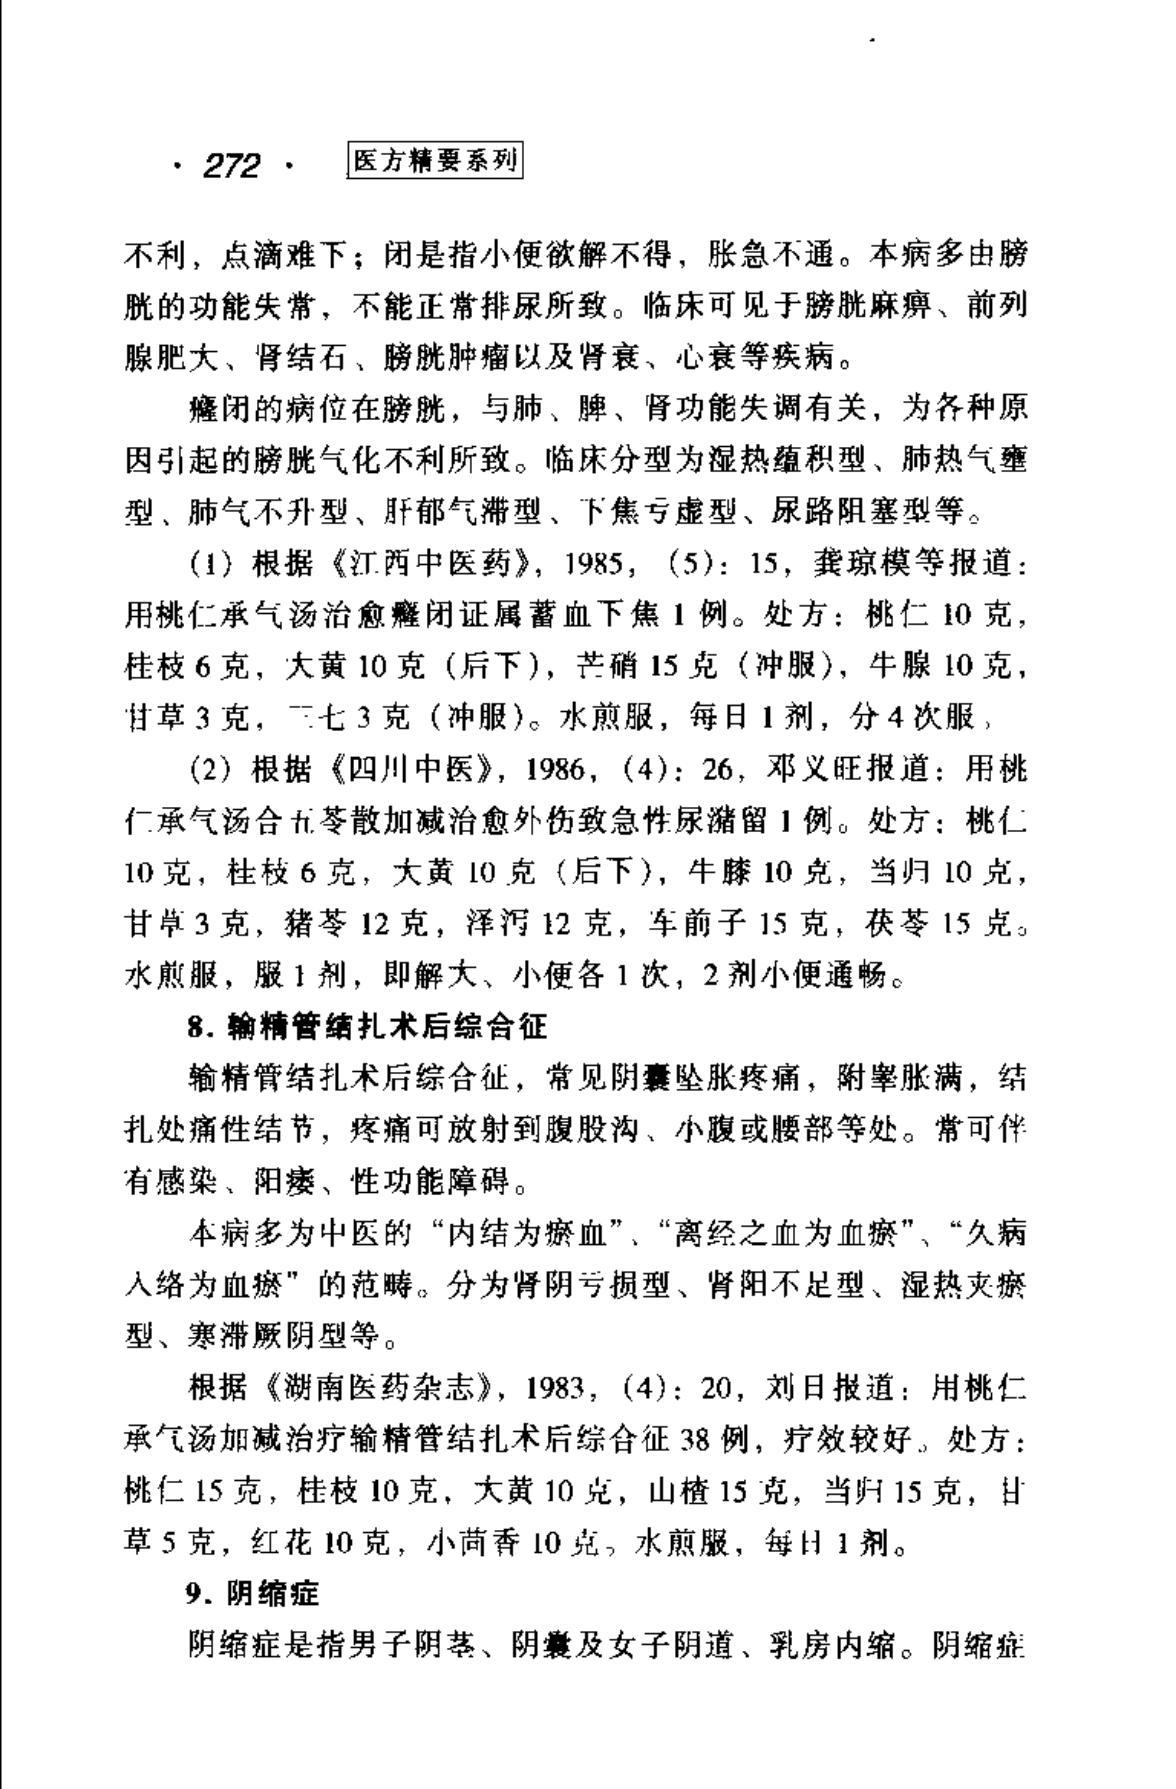 · 272 · 医方精要系列
不利，点滴难下；闭是指小便欲解不得，胀急不通。本病多由膀
胱的功能失常，不能正常排尿所致。临床可见于膀胱麻痹、前列
腺肥大、肾结石、膀胱肿瘤以及肾衰、心衰等疾病。
癃闭的病位在膀胱，与肺、脾、肾功能失调有关，为各种原
因引起的膀胱气化不利所致。临床分型为湿热蕴积型、肺热气壅
型、肺气不升型、肝郁气滞型、下焦亏虚型、尿路阻塞型等。
（1）根据《江西中医药》，1985，（5）：15，龚琼模等报道：
用桃仁承气汤治愈癃闭证属蓄血下焦 1 例。处方：桃仁 10 克，
桂枝 6 克，大黄 10 克（后下），芒硝 15 克（冲服），牛腺 10 克，
甘草 3 克，三七 3 克（冲服）。水煎服，每日 1 剂，分 4 次服。
（2）根据《四川中医》，1986，（4）：26，邓义旺报道：用桃
仁承气汤合五苓散加减治愈外伤致急性尿潴留 1 例。处方：桃仁
10 克，桂枝 6 克，大黄 10 克（后下），牛膝 10 克，当归 10 克，
甘草 3 克，猪苓 12 克，泽泻 12 克，车前子 15 克，茯苓 15 克。
水煎服，服 1 剂，即解大、小便各 1 次，2 剂小便通畅。
8. 输精管结扎术后综合征
输精管结扎术后综合征，常见阴囊坠胀疼痛，附睾胀满，结
扎处痛性结节，疼痛可放射到腹股沟、小腹或腰部等处。常可伴
有感染、阳痿、性功能障碍。
本病多为中医的“内结为瘀血”、“离经之血为血瘀”、“久病
入络为血瘀”的范畴。分为肾阴亏损型、肾阳不足型、湿热夹瘀
型、寒滞厥阴型等。
根据《湖南医药杂志》，1983，（4）：20，刘日报道：用桃仁
承气汤加减治疗输精管结扎术后综合征 38 例，疗效较好。处方：
桃仁 15 克，桂枝 10 克，大黄 10 克，山楂 15 克，当归 15 克，甘
草 5 克，红花 10 克，小茴香 10 克。水煎服，每日 1 剂。
9. 阴缩症
阴缩症是指男子阴茎、阴囊及女子阴道、乳房内缩。阴缩症